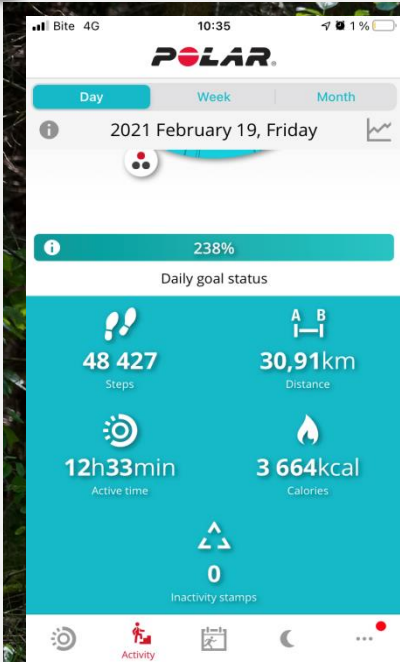 Bite 4G 10:35 1%
POLAR.
Day Week Month
2021 February 19, Friday
238%
Daily goal status
A B
48 427 30,91km
Steps Distance
12h33min 3 664kcal
Active time Calories
0
Inactivity stamps
Activity